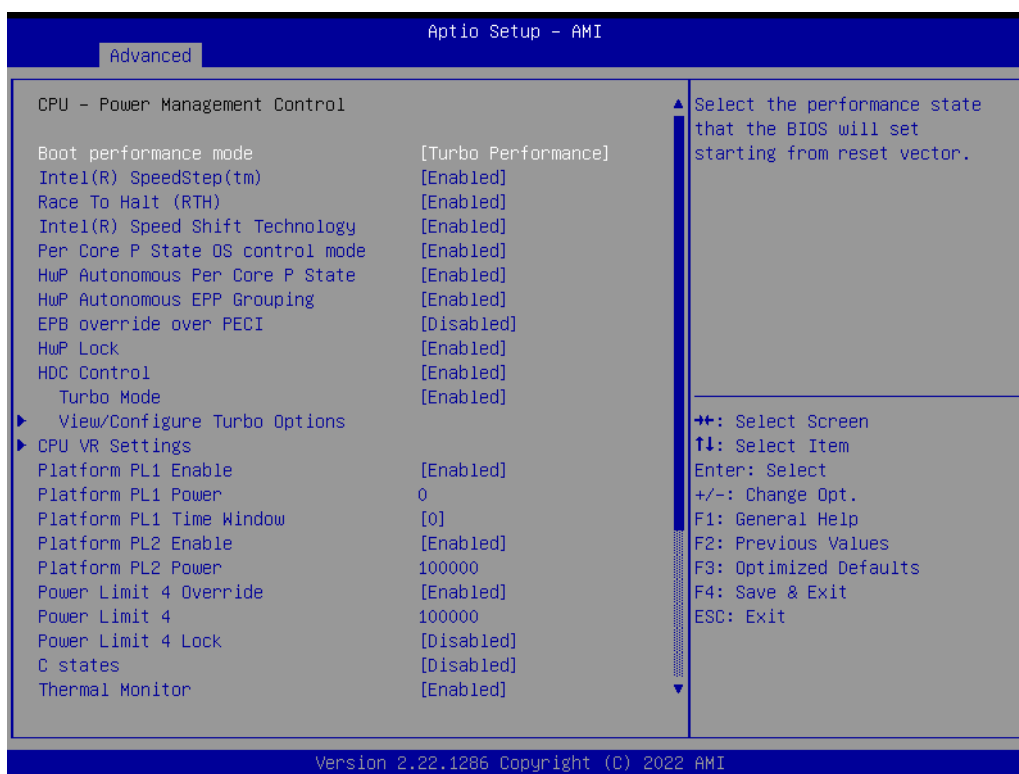 Aptio Setup – AMI
Advanced
CPU – Power Management Control
Boot performance mode [Turbo Performance]
Intel(R) SpeedStep(tm) [Enabled]
Race To Halt (RTH) [Enabled]
Intel(R) Speed Shift Technology [Enabled]
Per Core P State OS control mode [Enabled]
HwP Autonomous Per Core P State [Enabled]
HwP Autonomous EPP Grouping [Enabled]
EPB override over PECI [Disabled]
HwP Lock [Enabled]
HDC Control [Enabled]
Turbo Mode [Enabled]
View/Configure Turbo Options
CPU VR Settings
Platform PL1 Enable [Enabled]
Platform PL1 Power 0
Platform PL1 Time Window [0]
Platform PL2 Enable [Enabled]
Platform PL2 Power 100000
Power Limit 4 Override [Enabled]
Power Limit 4 100000
Power Limit 4 Lock [Disabled]
C states [Disabled]
Thermal Monitor [Enabled]
Select the performance state
that the BIOS will set
starting from reset vector.
→←: Select Screen
↑↓: Select Item
Enter: Select
+/-: Change Opt.
F1: General Help
F2: Previous Values
F3: Optimized Defaults
F4: Save & Exit
ESC: Exit
Version 2.22.1286 Copyright (C) 2022 AMI